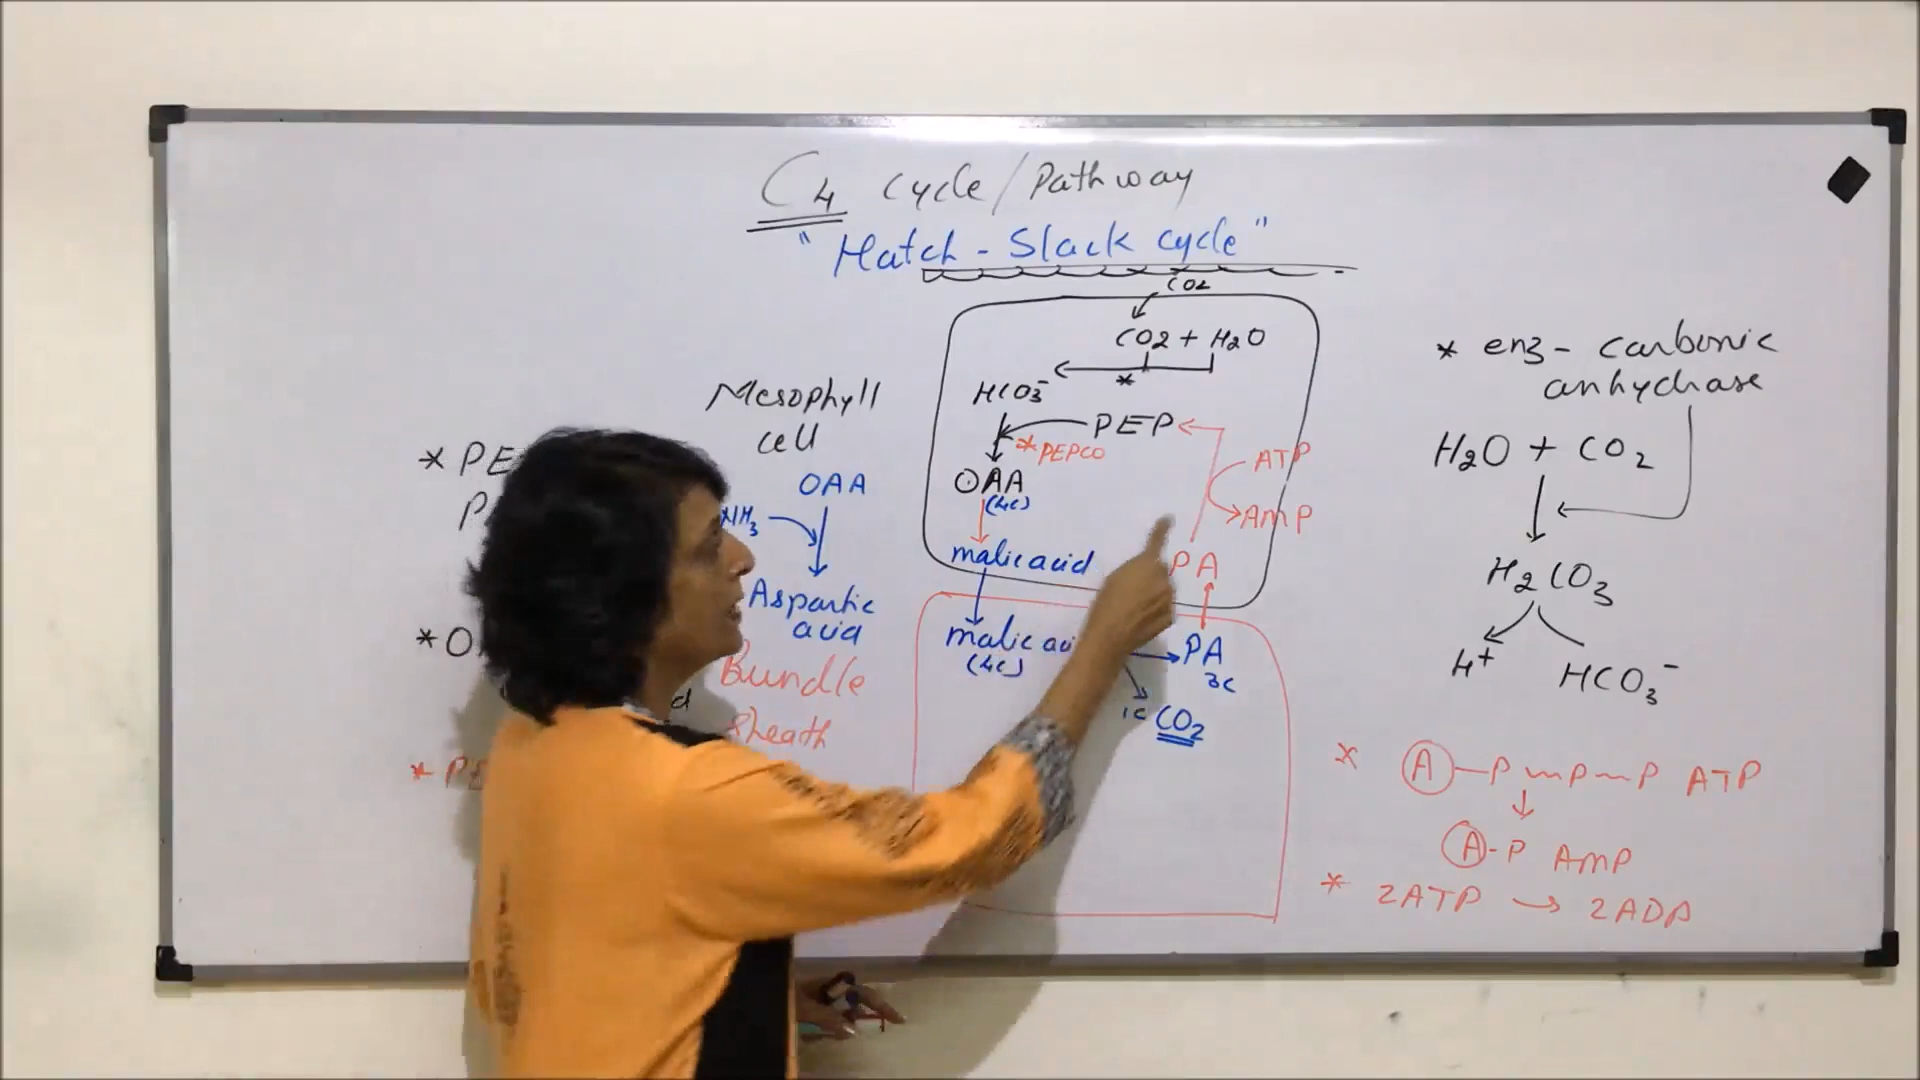 C4 cycle/Pathway
"Hatch-Slack cycle"
CO2
CO2 + H2O
*
HCO3⁻
PEP
*PEPCO
OAA
(4C)
malic acid
ATP
AMP
PA
malic
(4C)
PA
3C
1C CO2
Mesophyll
cell
OAA
NH3
Aspartic
acid
Bundle
sheath
* PE
* O
* PE
* enz- carbonic
anhydrase
H2O + CO2
H2CO3
H+
HCO3⁻
* A-P~P~P ATP
A-P AMP
* 2ATP → 2ADP